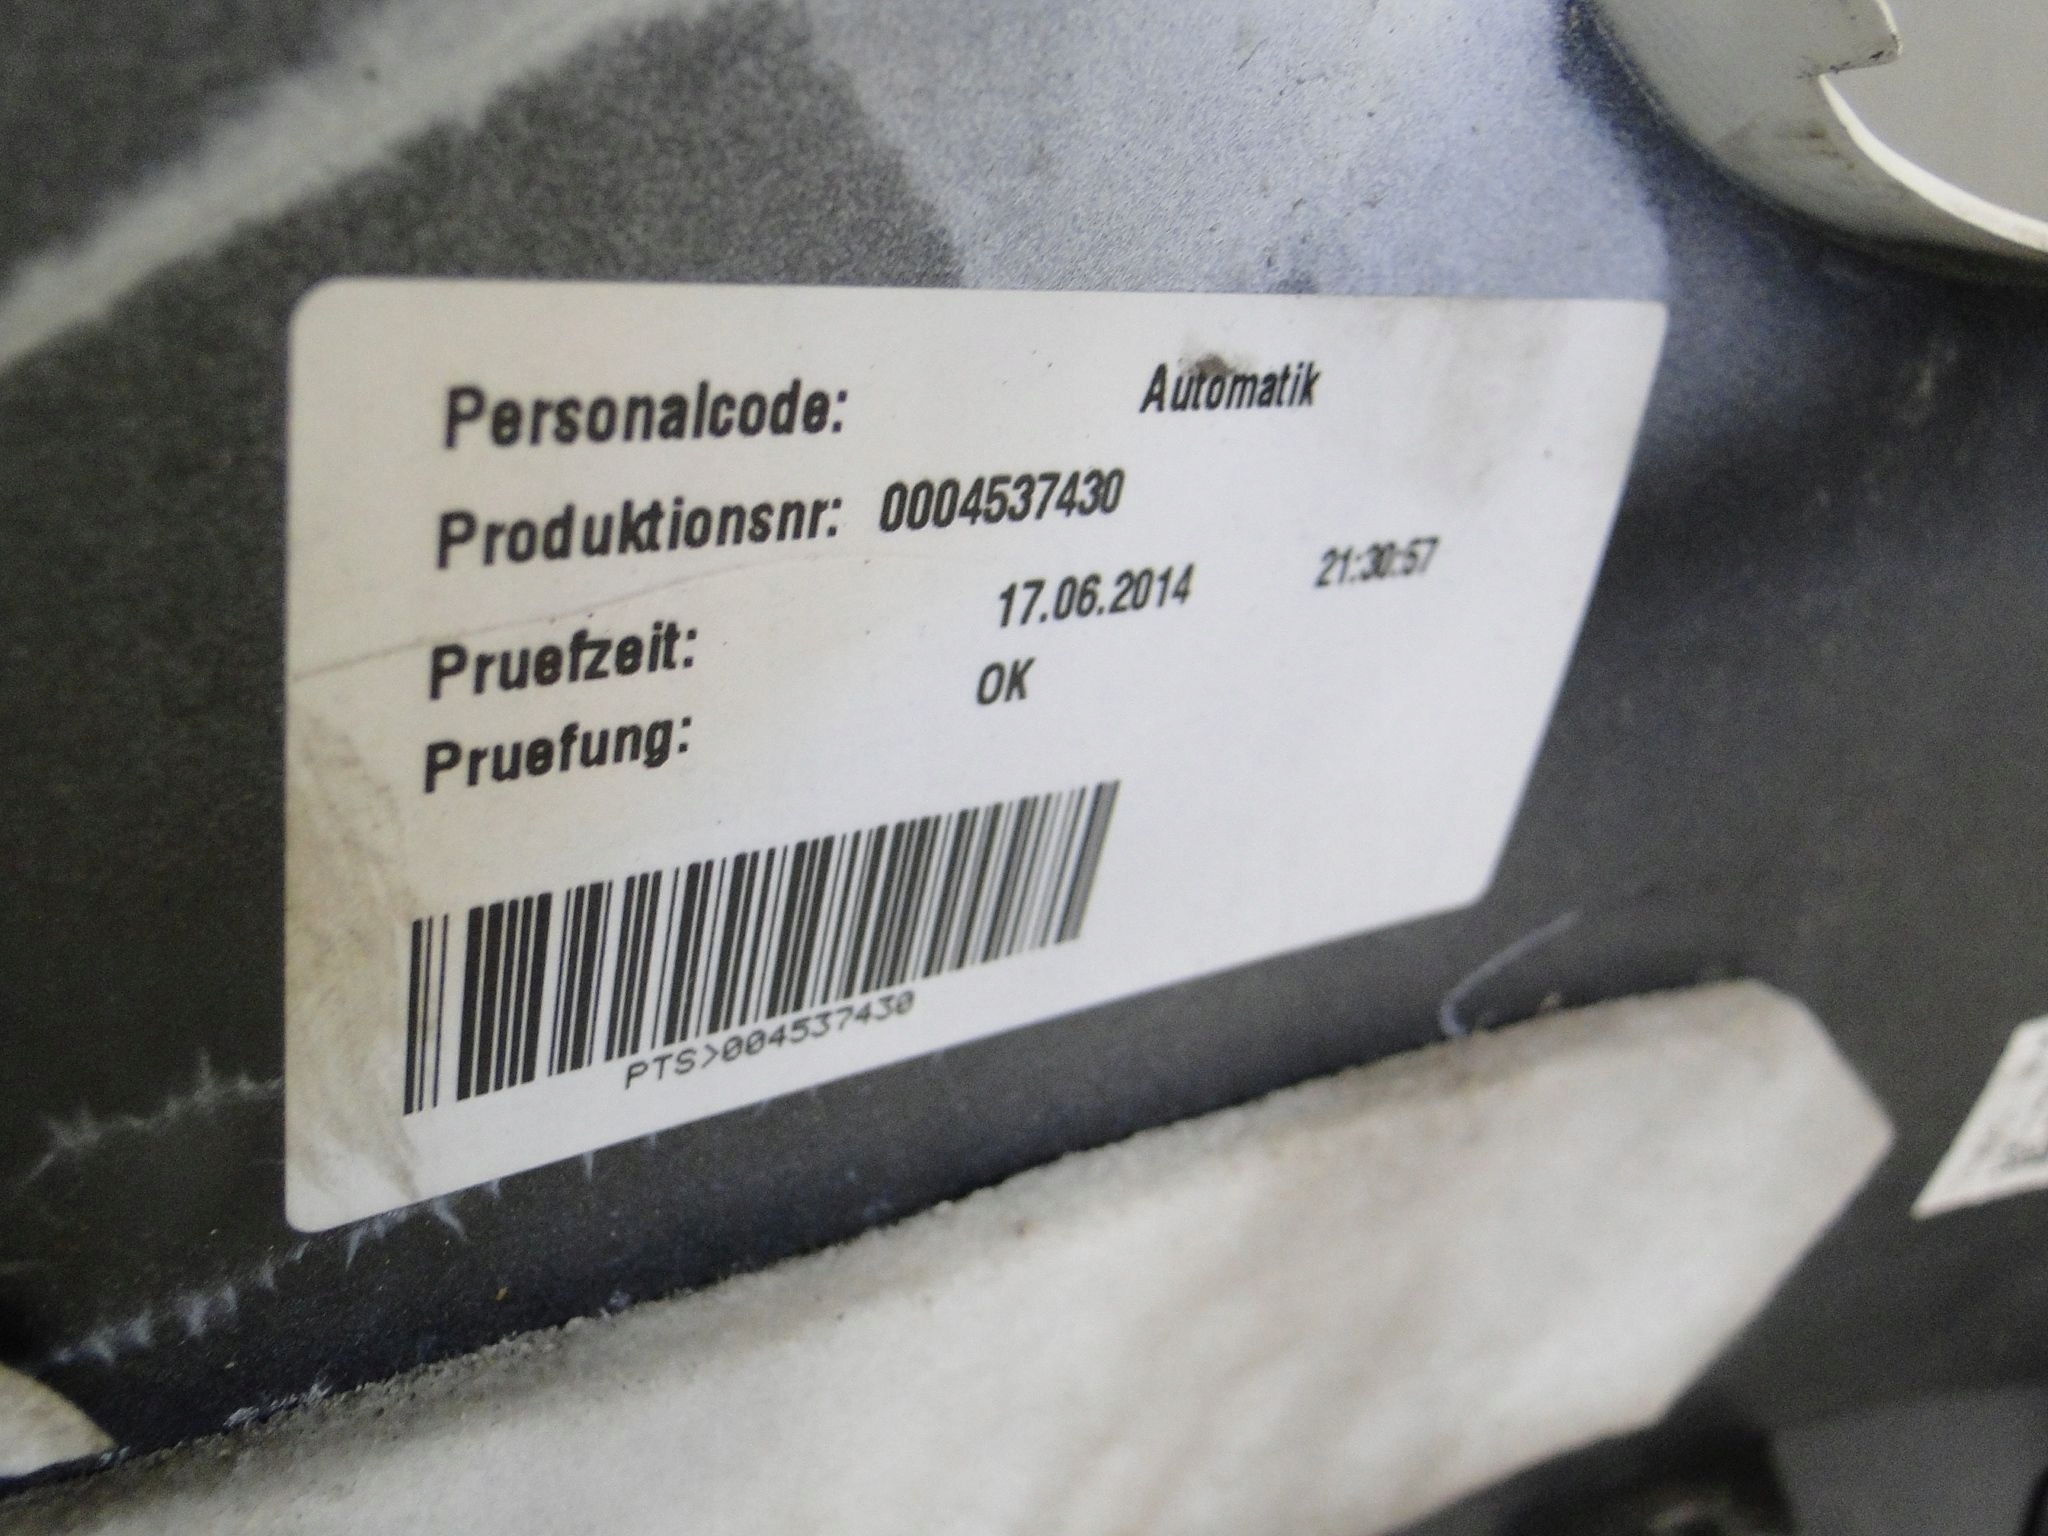 Personalcode: Automatik
Produktionsnr: 0004537430
Pruefzeit: 17.06.2014 21:30:57
Pruefung: OK
PTS>004537430